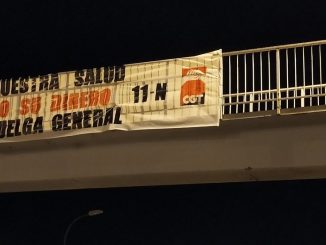 UESTRA SALUD
O SU DINERO 11 N
UELGA GENERAL
CGT